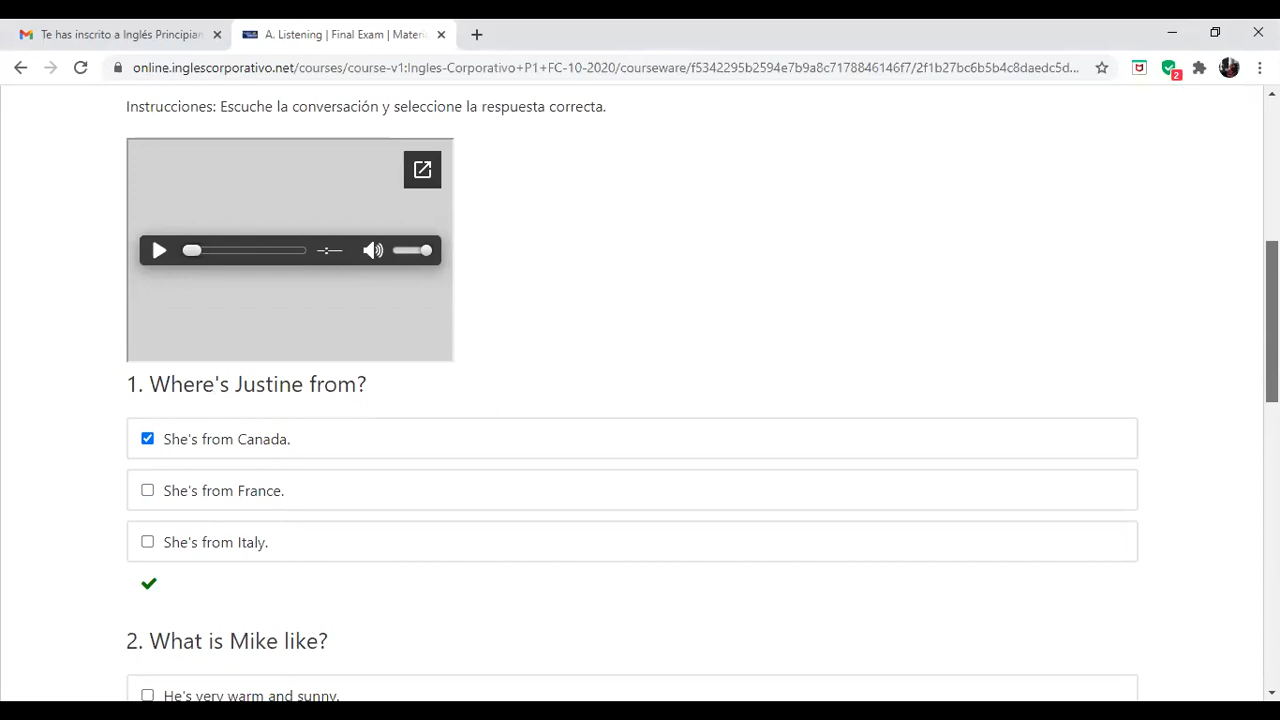 Te has inscrito a Inglés Principian
A. Listening | Final Exam | Materi
online.inglescorporativo.net/courses/course-v1:Ingles-Corporativo+P1+FC-10-2020/courseware/f5342295b2594e7b9a8c7178846146f7/2f1b27bc6b5b4c8daedc5d...
2
Instrucciones: Escuche la conversación y seleccione la respuesta correcta.
--:--
1. Where's Justine from?
She's from Canada.
She's from France.
She's from Italy.
2. What is Mike like?
He's very warm and sunny.